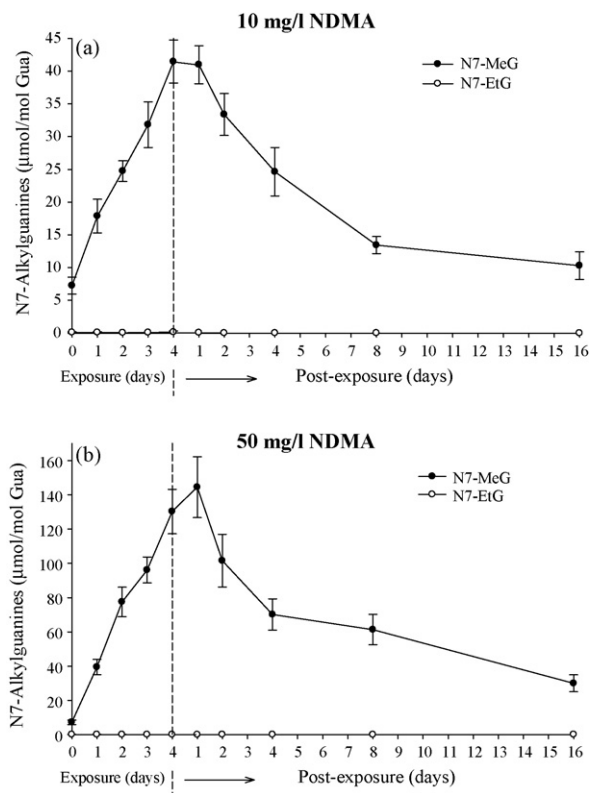 10 mg/l NDMA
(a)
N7-MeG
N7-EtG
N7-Alkylguanines (μmol/mol Gua)
45
40
35
30
25
20
15
10
5
0
0 1 2 3 4 1 2 3 4 5 6 7 8 9 10 11 12 13 14 15 16
Exposure (days) Post-exposure (days)
50 mg/l NDMA
(b)
N7-MeG
N7-EtG
N7-Alkylguanines (μmol/mol Gua)
160
140
120
100
80
60
40
20
0
0 1 2 3 4 1 2 3 4 5 6 7 8 9 10 11 12 13 14 15 16
Exposure (days) Post-exposure (days)